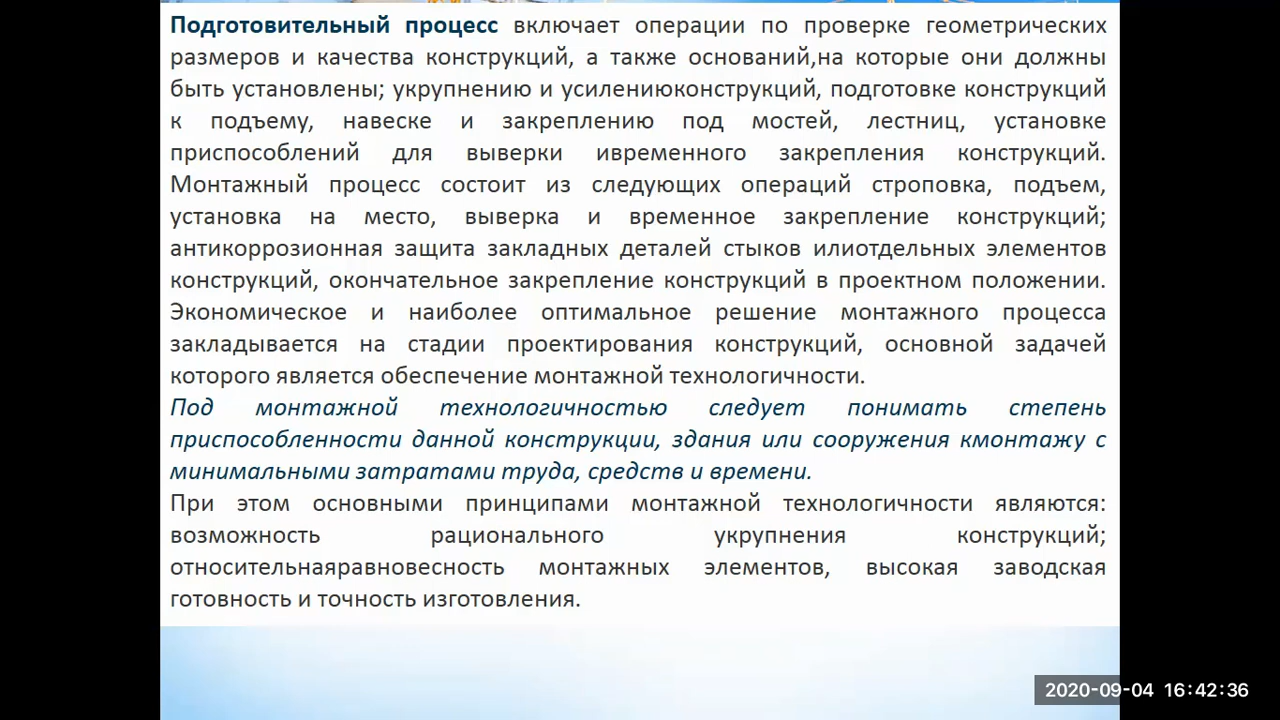 Подготовительный процесс включает операции по проверке геометрических
размеров и качества конструкций, а также оснований,на которые они должны
быть установлены; укрупнению и усилениюконструкций, подготовке конструкций
к подъему, навеске и закреплению под мостей, лестниц, установке
приспособлений для выверки ивременного закрепления конструкций.
Монтажный процесс состоит из следующих операций строповка, подъем,
установка на место, выверка и временное закрепление конструкций;
антикоррозионная защита закладных деталей стыков илиотдельных элементов
конструкций, окончательное закрепление конструкций в проектном положении.
Экономическое и наиболее оптимальное решение монтажного процесса
закладывается на стадии проектирования конструкций, основной задачей
которого является обеспечение монтажной технологичности.
Под монтажной технологичностью следует понимать степень
приспособленности данной конструкции, здания или сооружения кмонтажу с
минимальными затратами труда, средств и времени.
При этом основными принципами монтажной технологичности являются:
возможность рационального укрупнения конструкций;
относительнаяравновесность монтажных элементов, высокая заводская
готовность и точность изготовления.
2020-09-04 16:42:36